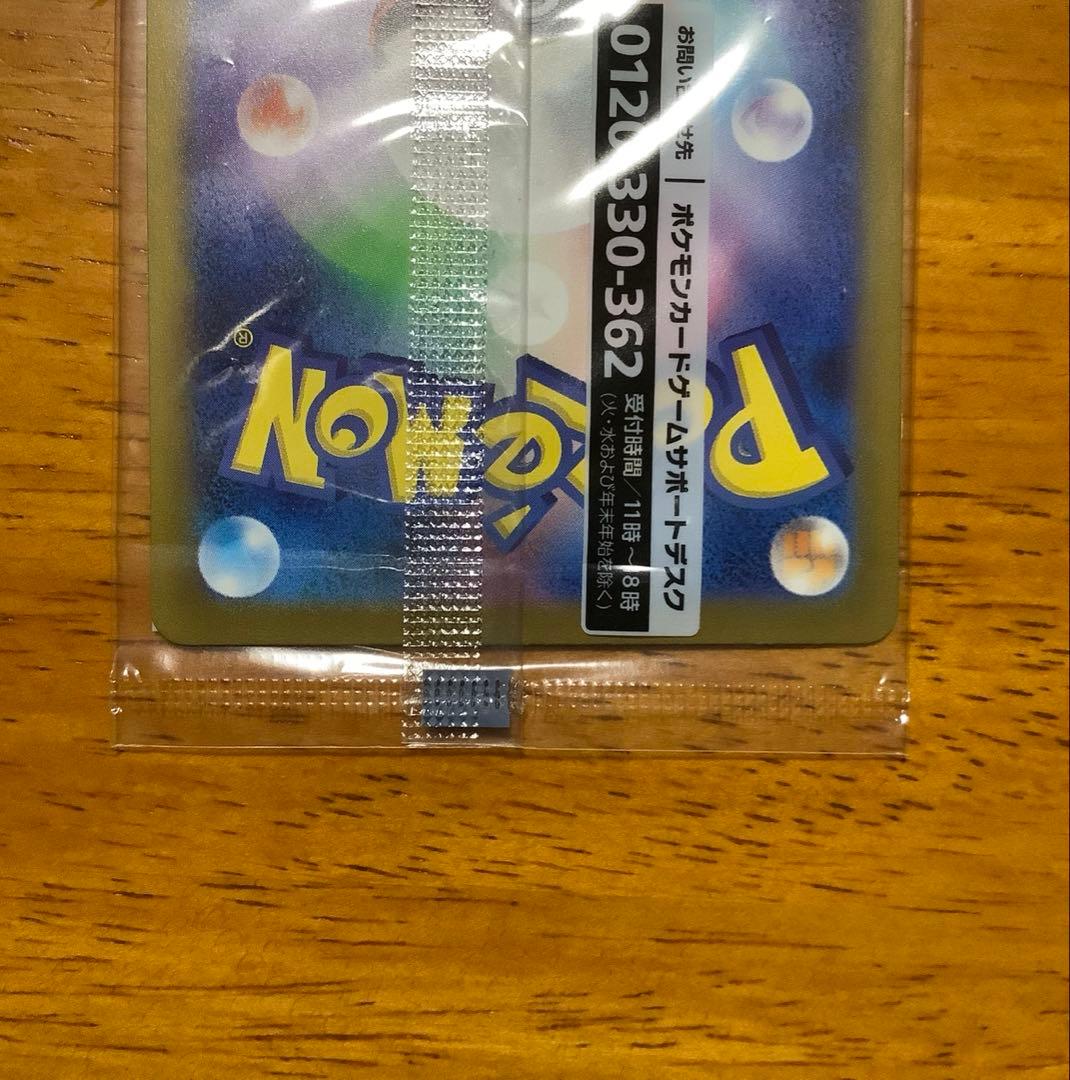 お問い せ先 | ポケモンカードゲームサポートデスク
0120-330-362 受付時間/11時~18時
(火・水および年末年始を除く)
POKéMON
®